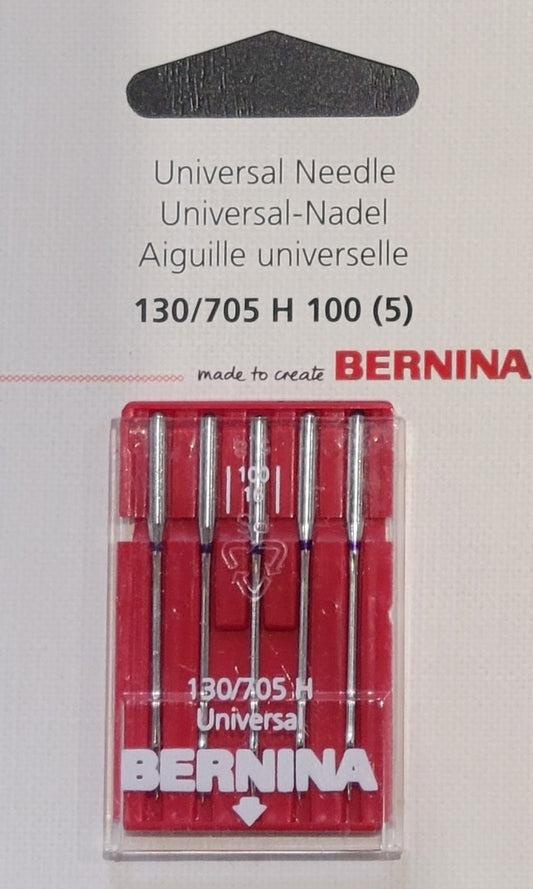 Universal Needle
Universal-Nadel
Aiguille universelle
130/705 H 100 (5)
made to create BERNINA
100
16
130/705 H
Universal
BERNINA